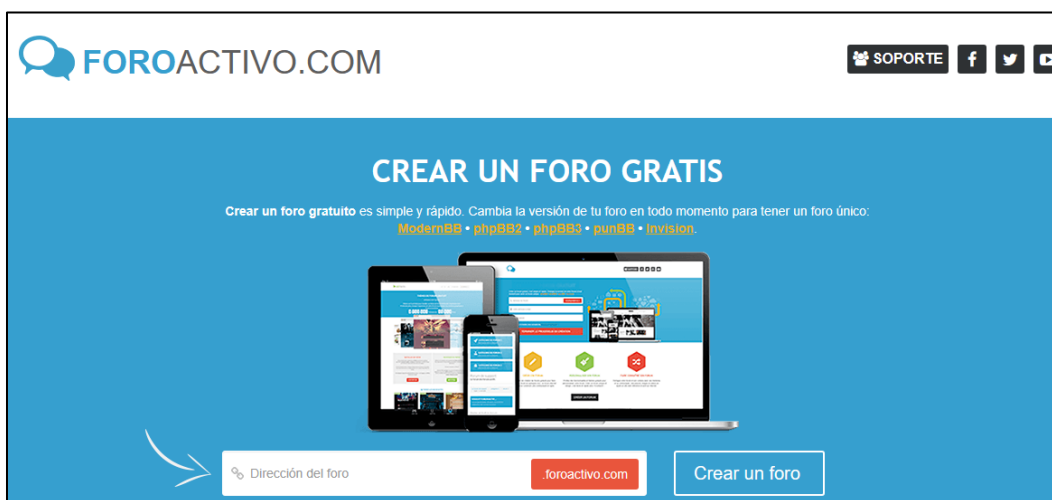 FOROACTIVO.COM
SOPORTE
CREAR UN FORO GRATIS
Crear un foro gratuito es simple y rápido. Cambia la versión de tu foro en todo momento para tener un foro único:
ModernBB • phpBB2 • phpBB3 • punBB • Invision.
Dirección del foro
.foroactivo.com
Crear un foro